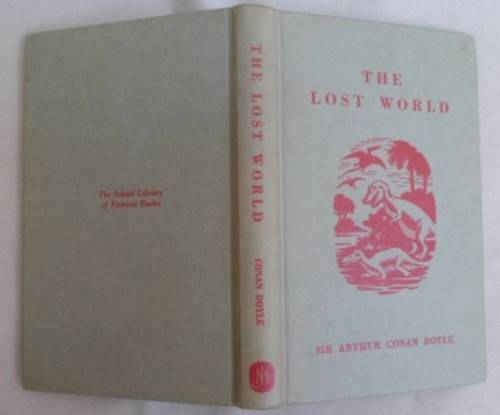 The School Library
of Famous Books
THE LOST WORLD
CONAN DOYLE
THE
LOST WORLD
SIR ARTHUR CONAN DOYLE